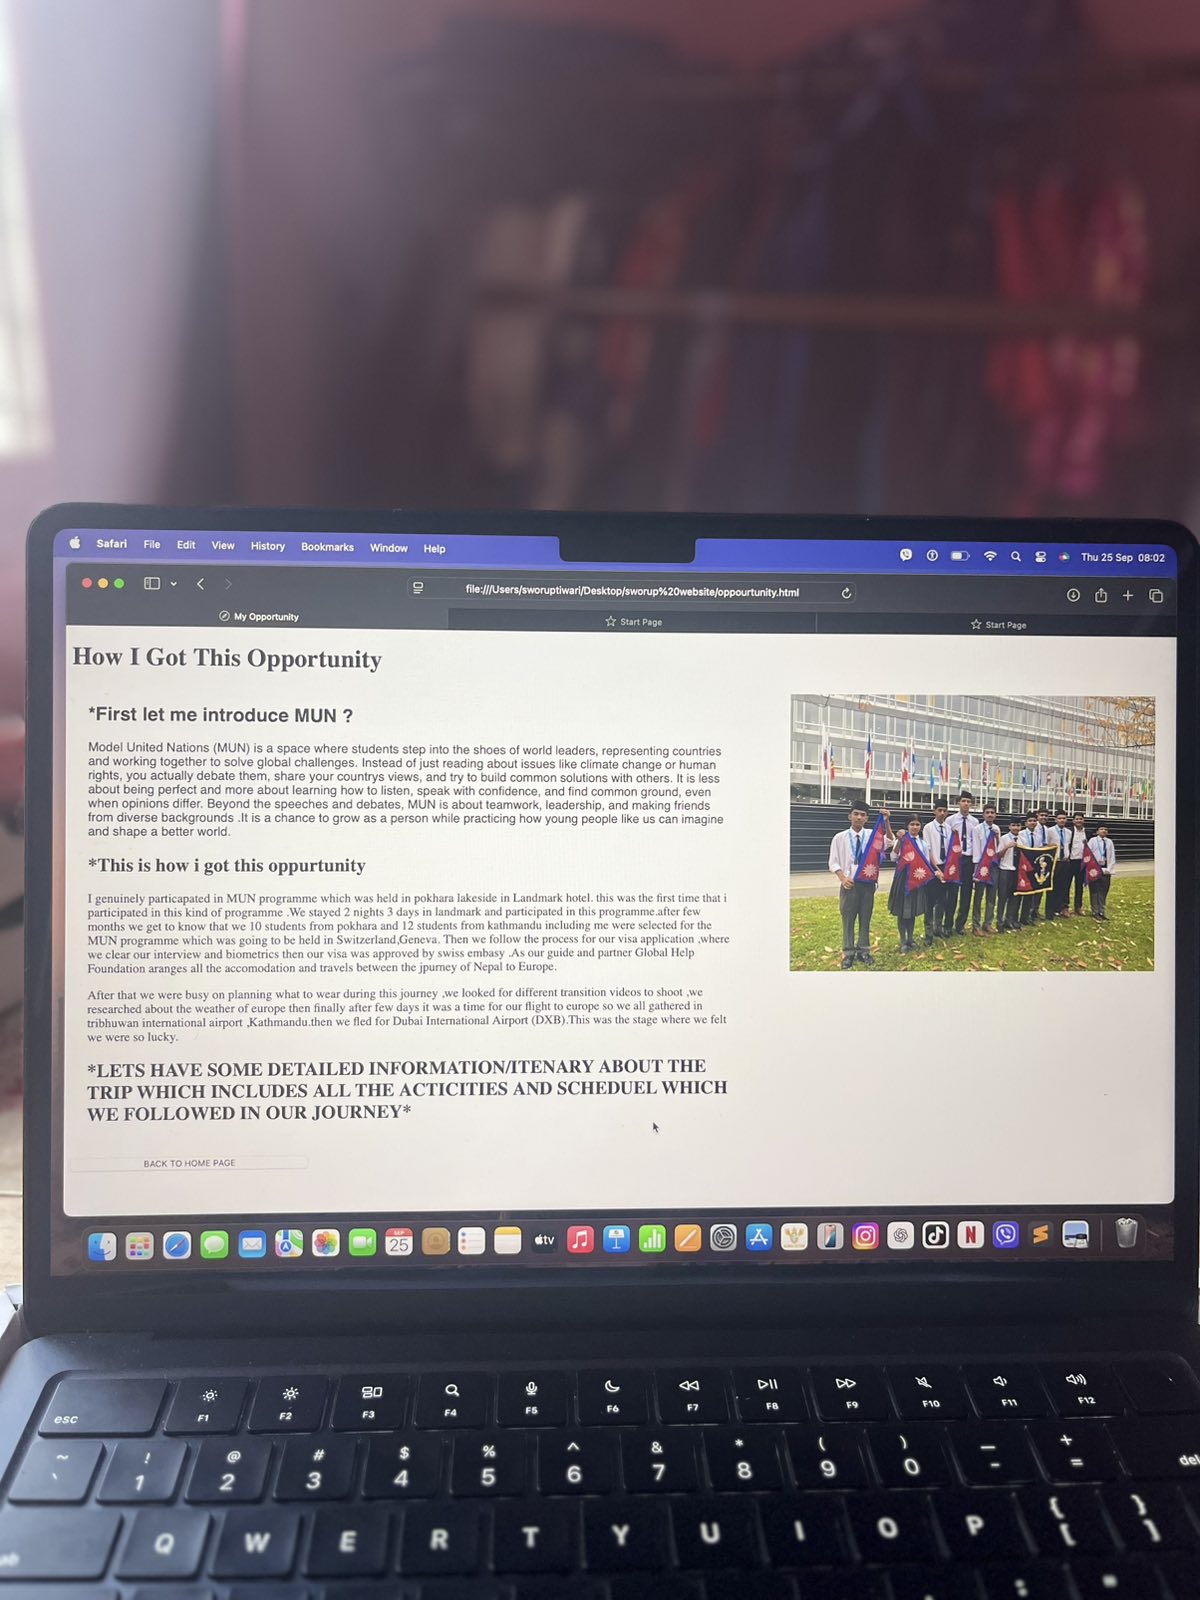 Safari File Edit View History Bookmarks Window Help Thu 25 Sep 08:02
file:///Users/sworuptiwari/Desktop/sworup%20website/oppourtunity.html
My Opportunity Start Page Start Page
How I Got This Opportunity
*First let me introduce MUN ?
Model United Nations (MUN) is a space where students step into the shoes of world leaders, representing countries
and working together to solve global challenges. Instead of just reading about issues like climate change or human
rights, you actually debate them, share your countrys views, and try to build common solutions with others. It is less
about being perfect and more about learning how to listen, speak with confidence, and find common ground, even
when opinions differ. Beyond the speeches and debates, MUN is about teamwork, leadership, and making friends
from diverse backgrounds .It is a chance to grow as a person while practicing how young people like us can imagine
and shape a better world.
*This is how i got this oppurtunity
I genuinely particapated in MUN programme which was held in pokhara lakeside in Landmark hotel. this was the first time that i
participated in this kind of programme .We stayed 2 nights 3 days in landmark and participated in this programme.after few
months we get to know that we 10 students from pokhara and 12 students from kathmandu including me were selected for the
MUN programme which was going to be held in Switzerland,Geneva. Then we follow the process for our visa application ,where
we clear our interview and biometrics then our visa was approved by swiss embasy .As our guide and partner Global Help
Foundation aranges all the accomodation and travels between the jpurney of Nepal to Europe.
After that we were busy on planning what to wear during this journey ,we looked for different transition videos to shoot ,we
researched about the weather of europe then finally after few days it was a time for our flight to europe so we all gathered in
tribhuwan international airport ,Kathmandu.then we fled for Dubai International Airport (DXB).This was the stage where we felt
we were so lucky.
*LETS HAVE SOME DETAILED INFORMATION/ITENARY ABOUT THE
TRIP WHICH INCLUDES ALL THE ACTICITIES AND SCHEDUEL WHICH
WE FOLLOWED IN OUR JOURNEY*
BACK TO HOME PAGE
SEP
25
tv
N
esc F1 F2 F3 F4 F5 F6 F7 F8 F9 F10 F11 F12
~ ! @ # $ % ^ & * ( ) — +
` 1 2 3 4 5 6 7 8 9 0 - = del
Q W E R T Y U I O P { [ } ]